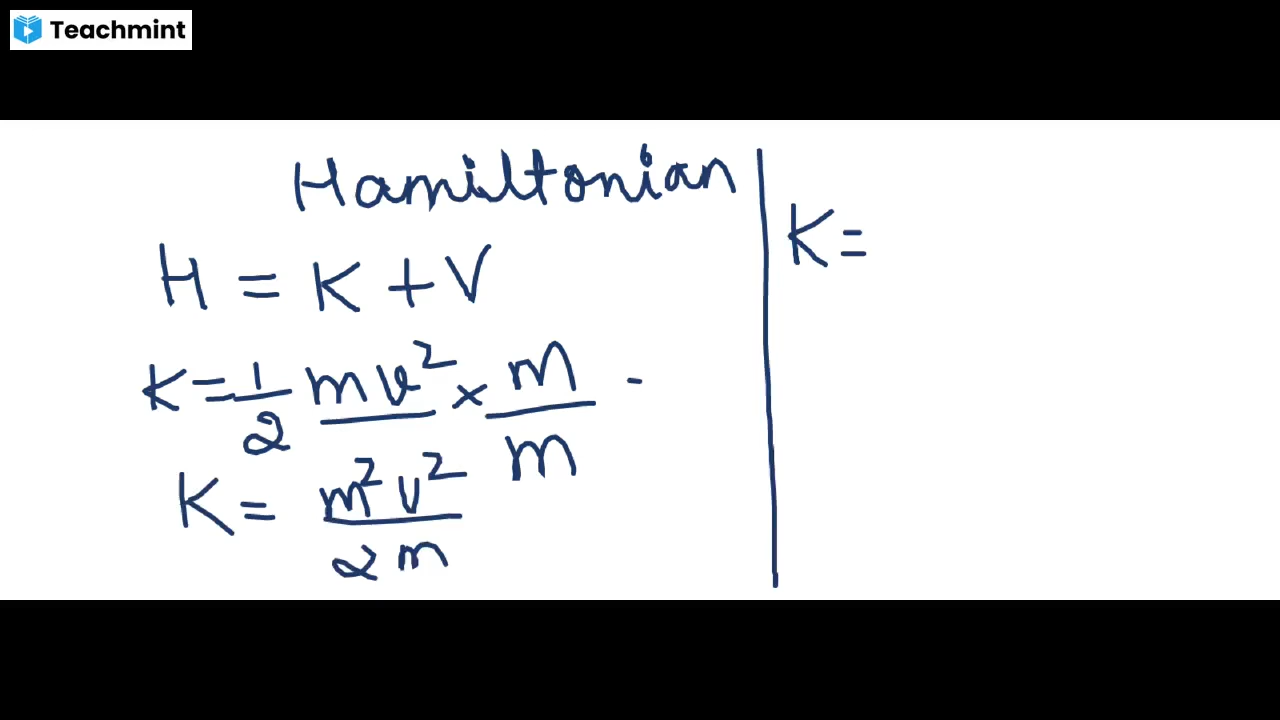 Teachmint
Hamiltonian
H = K + V
K = 1/2 mv² × m/m -
K = m²v²/2m
K =